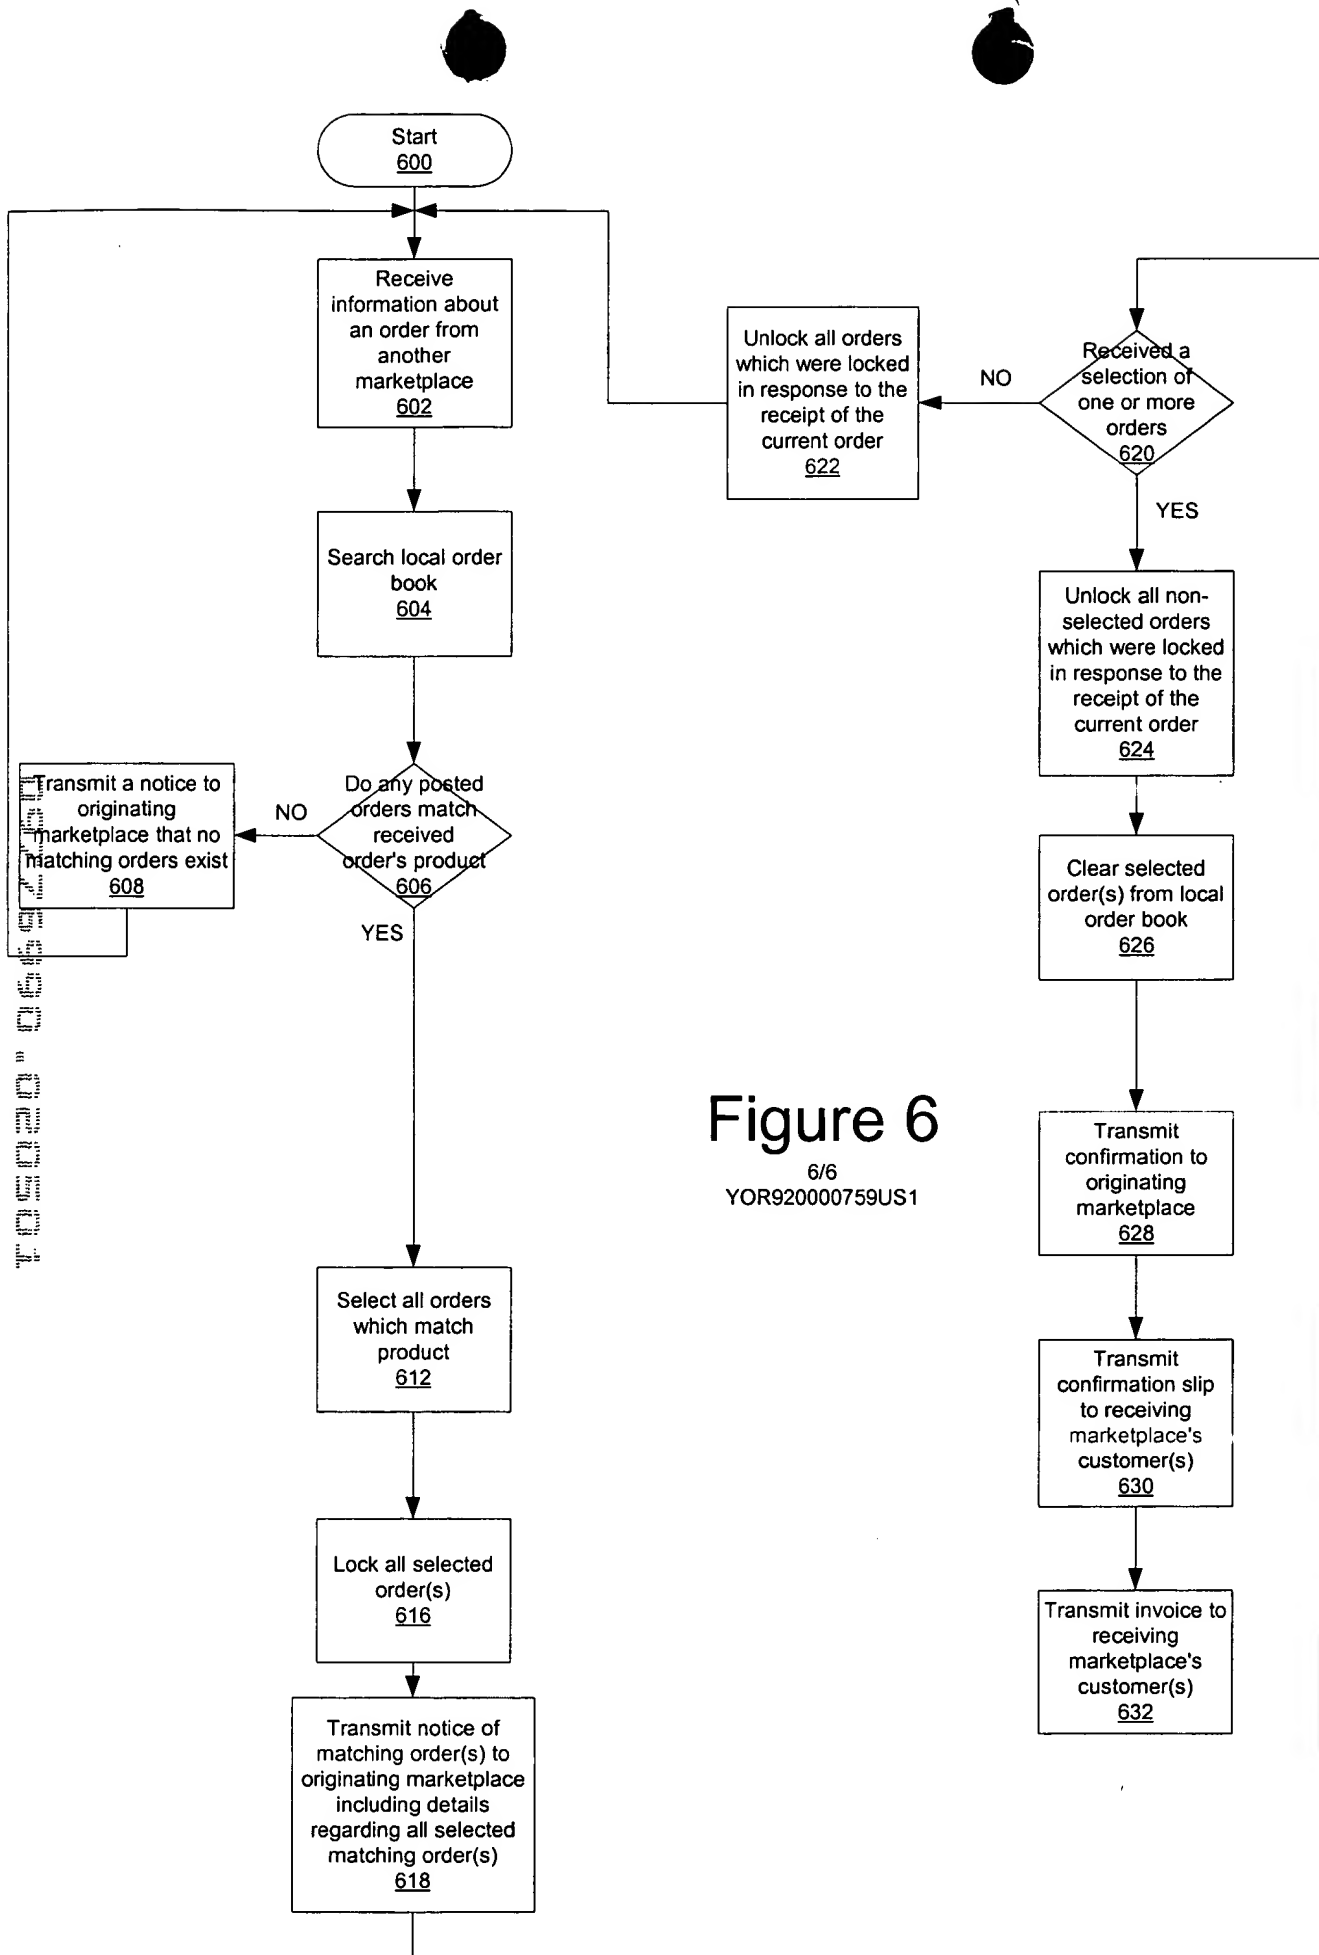 Start
600
Receive
information about
an order from
another
marketplace
602
Search local order
book
604
Do any posted
orders match
received
order's product
606
NO
YES
Transmit a notice to
originating
marketplace that no
matching orders exist
608
Select all orders
which match
product
612
Lock all selected
order(s)
616
Transmit notice of
matching order(s) to
originating marketplace
including details
regarding all selected
matching order(s)
618
Received a
selection of
one or more
orders
620
NO
YES
Unlock all orders
which were locked
in response to the
receipt of the
current order
622
Unlock all non-
selected orders
which were locked
in response to the
receipt of the
current order
624
Clear selected
order(s) from local
order book
626
Transmit
confirmation to
originating
marketplace
628
Transmit
confirmation slip
to receiving
marketplace's
customer(s)
630
Transmit invoice to
receiving
marketplace's
customer(s)
632
Figure 6
6/6
YOR920000759US1